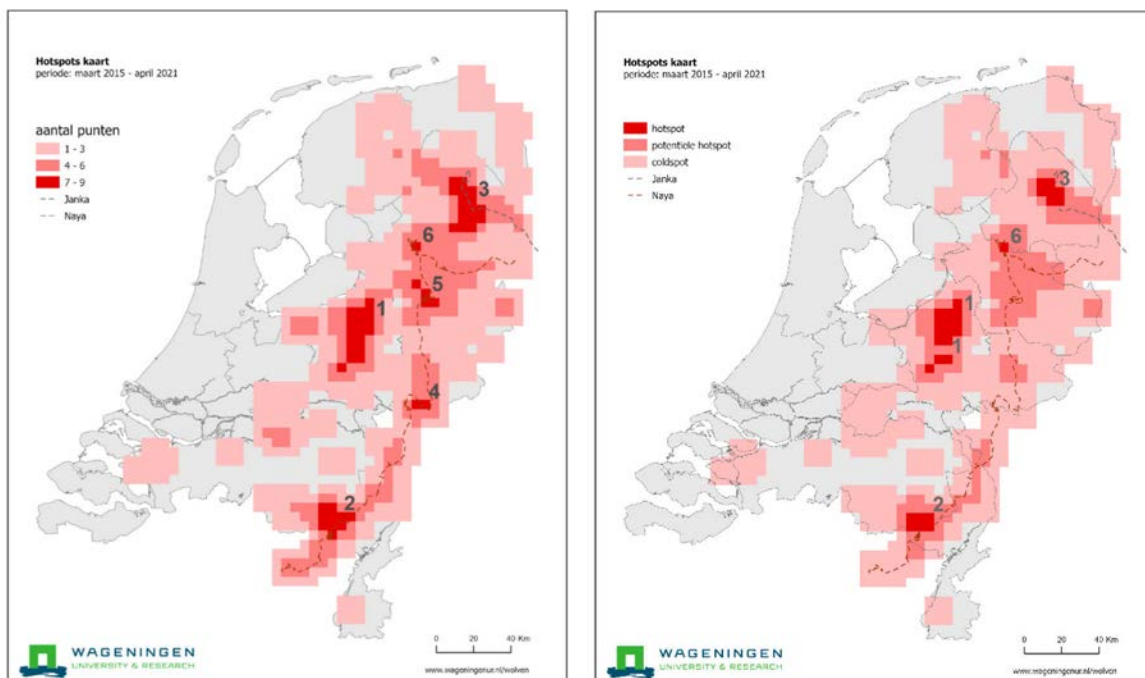 Hotspots kaart
periode: maart 2015 - april 2021
aantal punten
1 - 3
4 - 6
7 - 9
Janka
Naya
3
6
5
1
4
2
WAGENINGEN
UNIVERSITY & RESEARCH
0 20 40 Km
www.wageningenur.nl/wolven
Hotspots kaart
periode: maart 2015 - april 2021
hotspot
potentiele hotspot
coldspot
Janka
Naya
3
6
1
1
2
WAGENINGEN
UNIVERSITY & RESEARCH
0 20 40 Km
www.wageningenur.nl/wolven